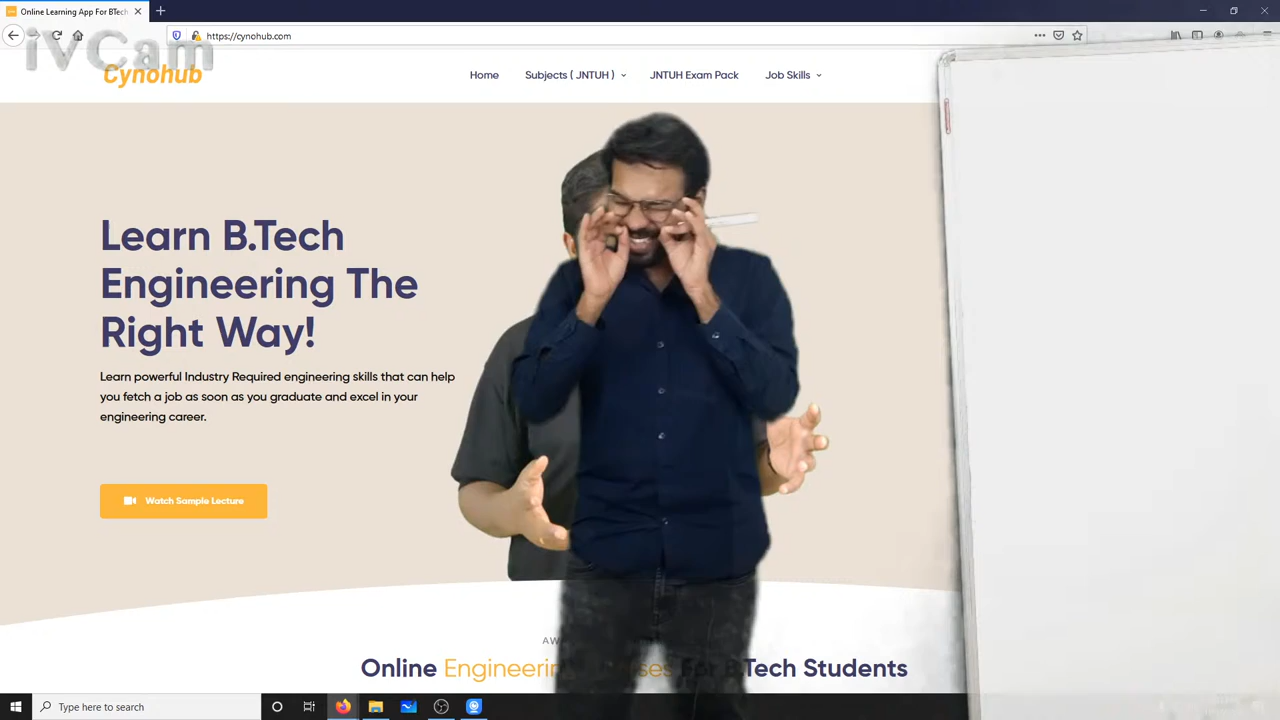 Online Learning App For BTech
https://cynohub.com
iVCam
Cynohub
Home
Subjects ( JNTUH )
JNTUH Exam Pack
Job Skills
Learn B.Tech
Engineering The
Right Way!
Learn powerful Industry Required engineering skills that can help
you fetch a job as soon as you graduate and excel in your
engineering career.
Watch Sample Lecture
Online Engineering For B.Tech Students
Type here to search